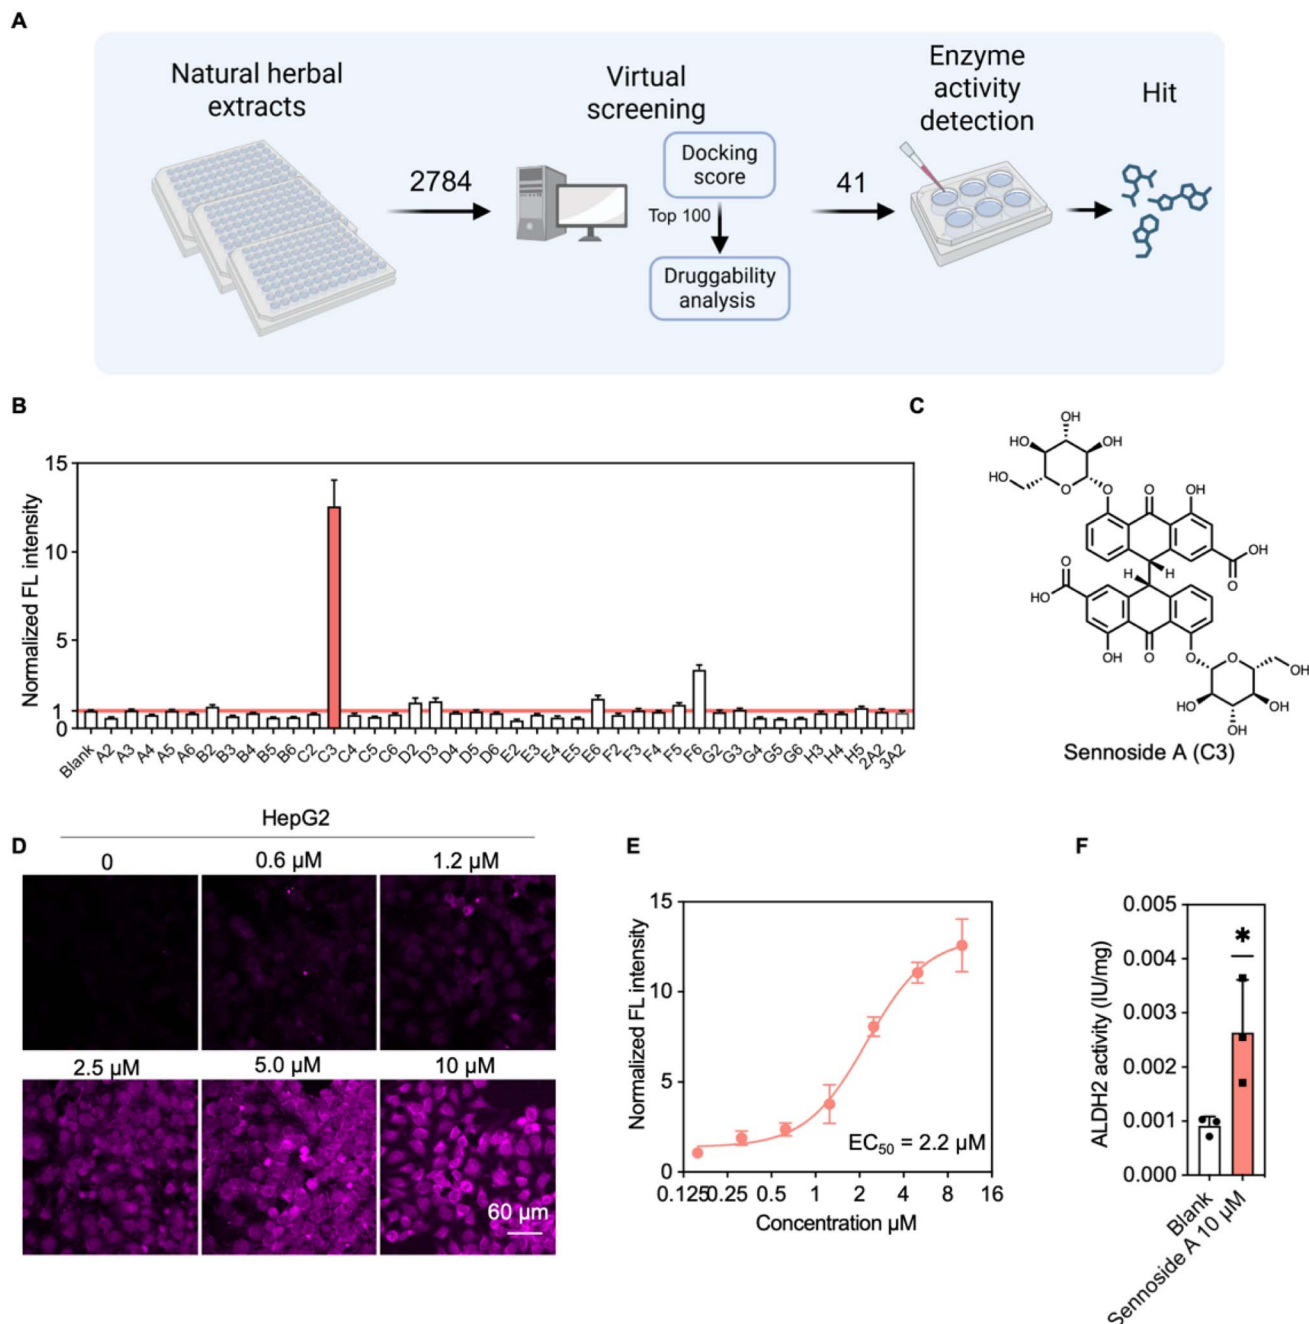 A
Natural herbal
extracts
2784
Virtual
screening
Docking
score
Top 100
Druggability
analysis
41
Enzyme
activity
detection
Hit
B
Normalized FL intensity
15
10
5
1
0
Blank
A2
A3
A4
A5
A6
B2
B3
B4
B5
B6
C2
C3
C4
C5
C6
D2
D3
D4
D5
D6
E2
E3
E4
E5
E6
F2
F3
F4
F5
F6
G2
G3
G4
G5
G6
H3
H4
H5
2A2
3A2
C
OH
HO
OH
HO
O
O
O
OH
OH
O
H
H
O
HO
OH
O
O
O
OH
HO
OH
OH
Sennoside A (C3)
D
HepG2
0
0.6 μM
1.2 μM
2.5 μM
5.0 μM
10 μM
60 μm
E
Normalized FL intensity
15
10
5
0
EC50 = 2.2 μM
0.125
0.25
0.5
1
2
4
8
16
Concentration μM
F
ALDH2 activity (IU/mg)
0.005
0.004
0.003
0.002
0.001
0.000
*
Blank
Sennoside A 10 μM